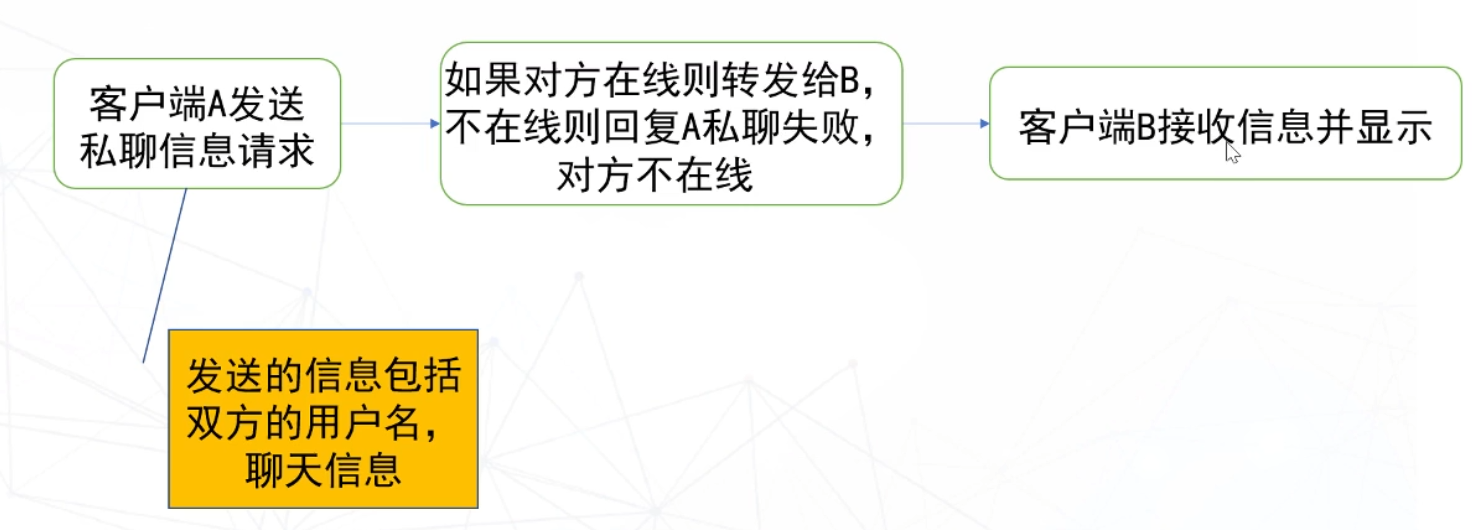 客户端A发送
私聊信息请求
如果对方在线则转发给B,
不在线则回复A私聊失败,
对方不在线
客户端B接收信息并显示
发送的信息包括
双方的用户名,
聊天信息